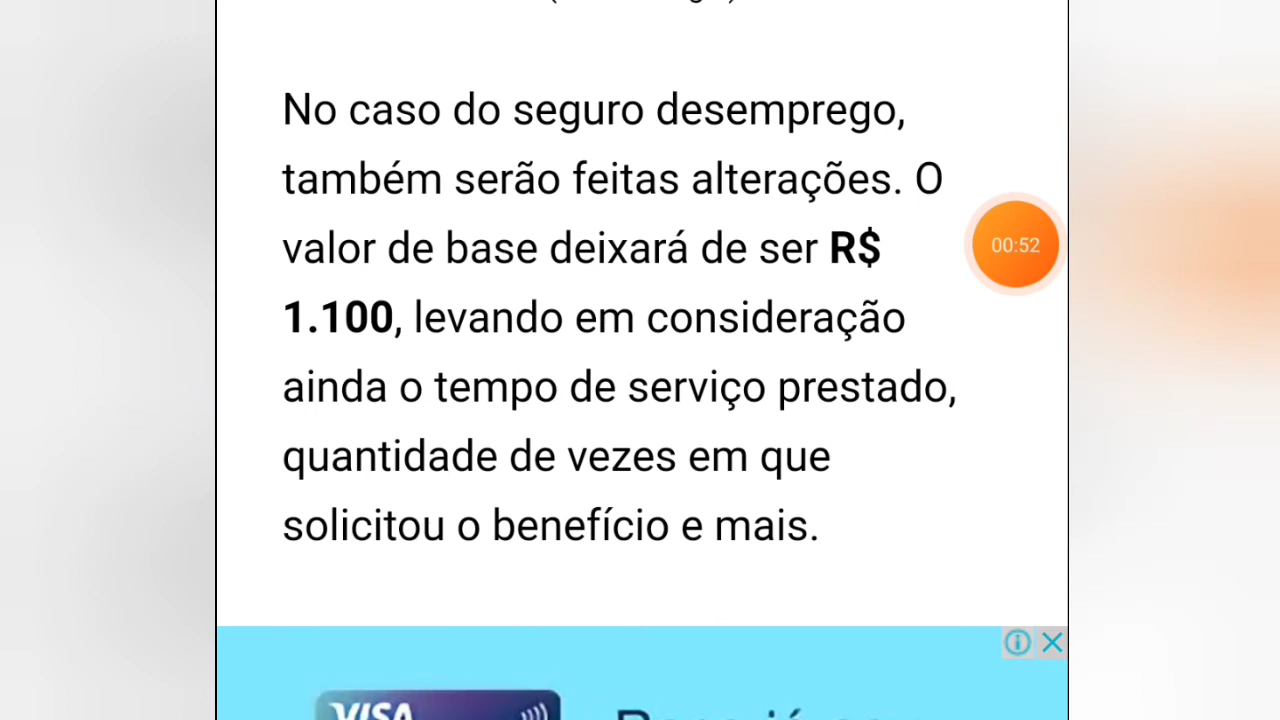 No caso do seguro desemprego,
também serão feitas alterações. O
valor de base deixará de ser R$
1.100, levando em consideração
ainda o tempo de serviço prestado,
quantidade de vezes em que
solicitou o benefício e mais.
00:52
VISA